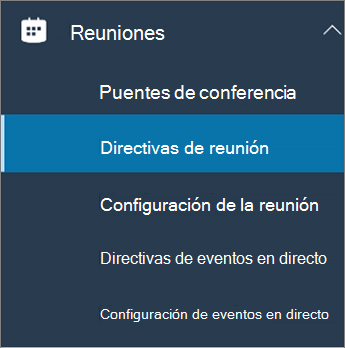 Reuniones
Puentes de conferencia
Directivas de reunión
Configuración de la reunión
Directivas de eventos en directo
Configuración de eventos en directo